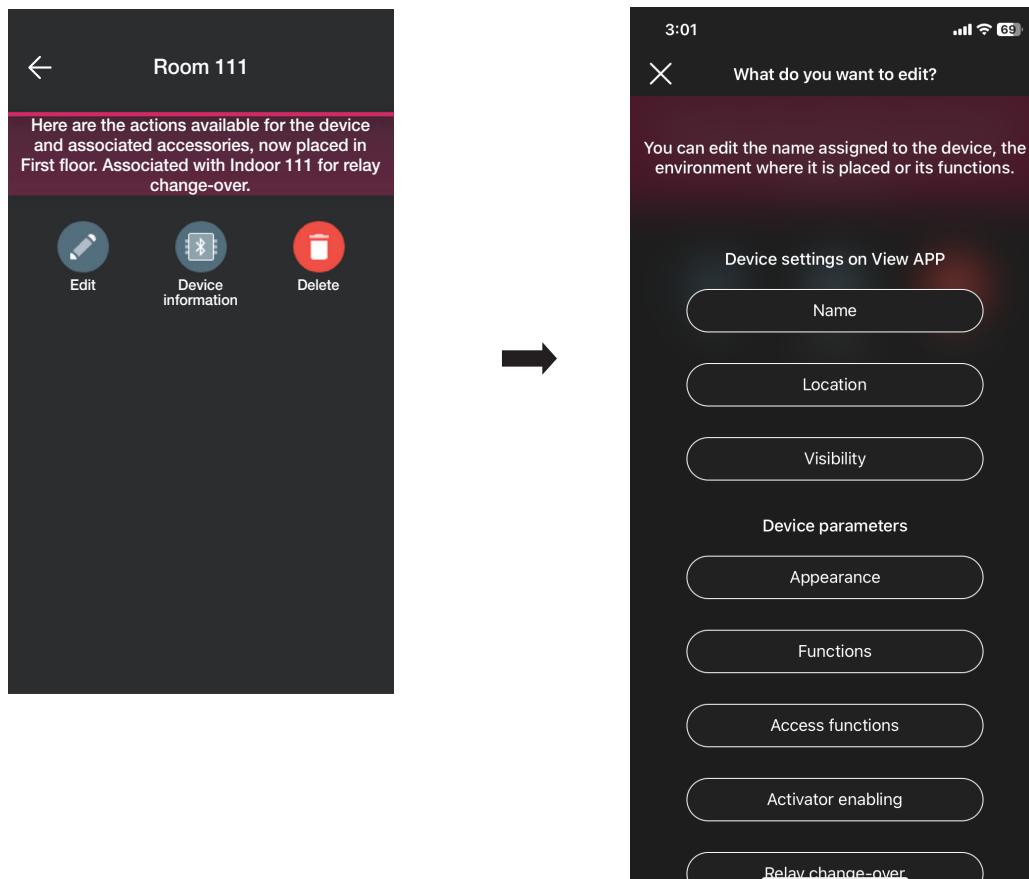 Room 111
Here are the actions available for the device
and associated accessories, now placed in
First floor. Associated with Indoor 111 for relay
change-over.
Edit
Device
information
Delete
3:01
69
What do you want to edit?
You can edit the name assigned to the device, the
environment where it is placed or its functions.
Device settings on View APP
Name
Location
Visibility
Device parameters
Appearance
Functions
Access functions
Activator enabling
Relay change-over